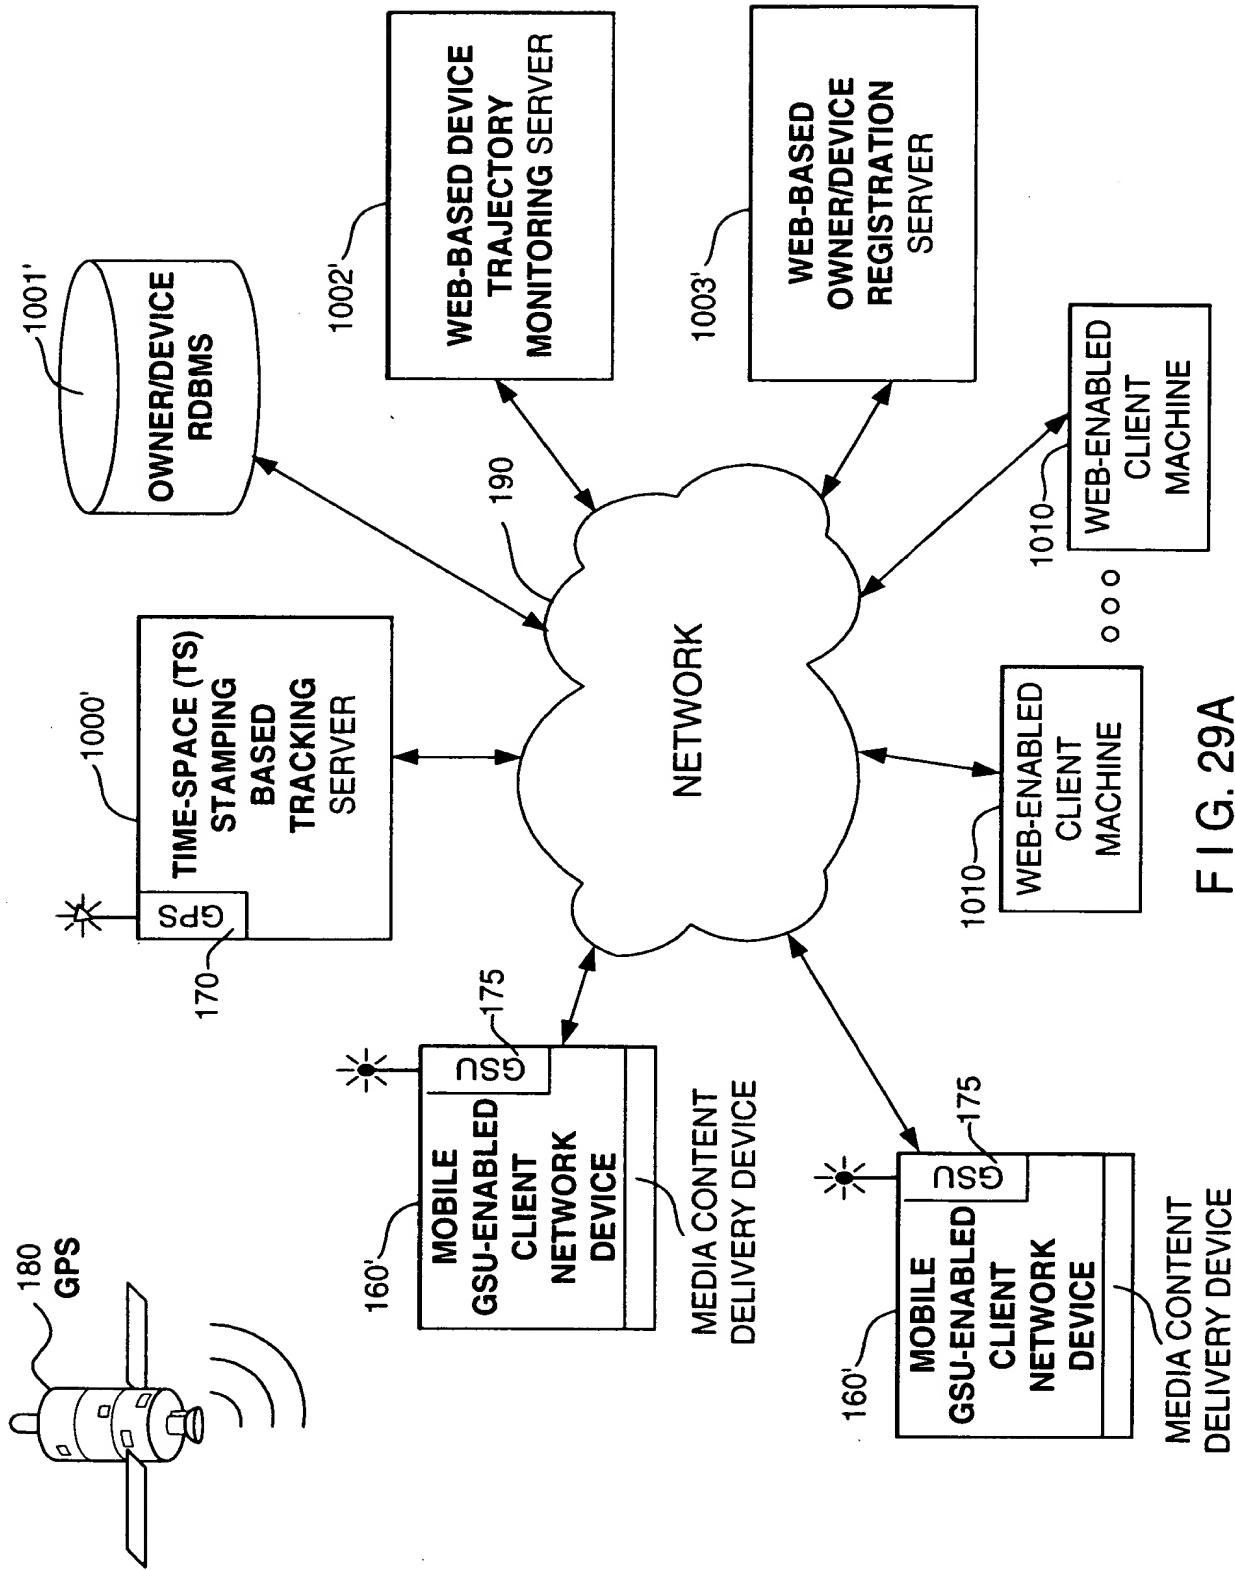 180
GPS
170
GPS
1000'
TIME-SPACE (TS)
STAMPING
BASED
TRACKING
SERVER
1001'
OWNER/DEVICE
RDBMS
1002'
WEB-BASED DEVICE
TRAJECTORY
MONITORING SERVER
160'
MOBILE
GSU-ENABLED
CLIENT
NETWORK
DEVICE
GSU
175
MEDIA CONTENT
DELIVERY DEVICE
190
NETWORK
1003'
WEB-BASED
OWNER/DEVICE
REGISTRATION
SERVER
160'
MOBILE
GSU-ENABLED
CLIENT
NETWORK
DEVICE
GSU
175
MEDIA CONTENT
DELIVERY DEVICE
1010
WEB-ENABLED
CLIENT
MACHINE
1010
WEB-ENABLED
CLIENT
MACHINE
FIG. 29A